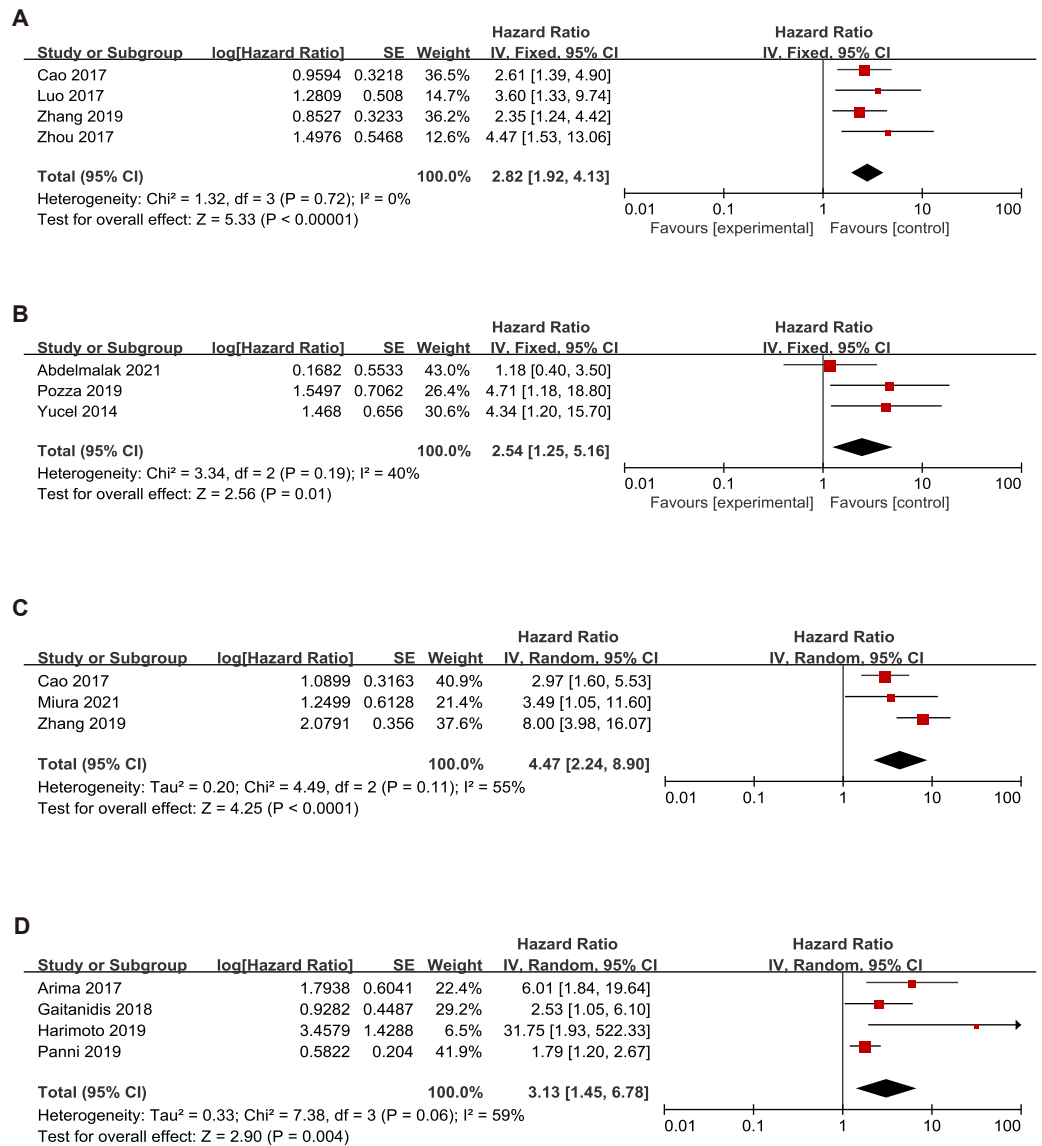 A
Hazard Ratio Hazard Ratio
Study or Subgroup log[Hazard Ratio] SE Weight IV, Fixed, 95% CI IV, Fixed, 95% CI
Cao 2017 0.9594 0.3218 36.5% 2.61 [1.39, 4.90]
Luo 2017 1.2809 0.508 14.7% 3.60 [1.33, 9.74]
Zhang 2019 0.8527 0.3233 36.2% 2.35 [1.24, 4.42]
Zhou 2017 1.4976 0.5468 12.6% 4.47 [1.53, 13.06]
Total (95% CI) 100.0% 2.82 [1.92, 4.13]
Heterogeneity: Chi² = 1.32, df = 3 (P = 0.72); I² = 0%
Test for overall effect: Z = 5.33 (P < 0.00001)
0.01 0.1 1 10 100
Favours [experimental] Favours [control]
B
Hazard Ratio Hazard Ratio
Study or Subgroup log[Hazard Ratio] SE Weight IV, Fixed, 95% CI IV, Fixed, 95% CI
Abdelmalak 2021 0.1682 0.5533 43.0% 1.18 [0.40, 3.50]
Pozza 2019 1.5497 0.7062 26.4% 4.71 [1.18, 18.80]
Yucel 2014 1.468 0.656 30.6% 4.34 [1.20, 15.70]
Total (95% CI) 100.0% 2.54 [1.25, 5.16]
Heterogeneity: Chi² = 3.34, df = 2 (P = 0.19); I² = 40%
Test for overall effect: Z = 2.56 (P = 0.01)
0.01 0.1 1 10 100
Favours [experimental] Favours [control]
C
Hazard Ratio Hazard Ratio
Study or Subgroup log[Hazard Ratio] SE Weight IV, Random, 95% CI IV, Random, 95% CI
Cao 2017 1.0899 0.3163 40.9% 2.97 [1.60, 5.53]
Miura 2021 1.2499 0.6128 21.4% 3.49 [1.05, 11.60]
Zhang 2019 2.0791 0.356 37.6% 8.00 [3.98, 16.07]
Total (95% CI) 100.0% 4.47 [2.24, 8.90]
Heterogeneity: Tau² = 0.20; Chi² = 4.49, df = 2 (P = 0.11); I² = 55%
Test for overall effect: Z = 4.25 (P < 0.0001)
0.01 0.1 1 10 100
D
Hazard Ratio Hazard Ratio
Study or Subgroup log[Hazard Ratio] SE Weight IV, Random, 95% CI IV, Random, 95% CI
Arima 2017 1.7938 0.6041 22.4% 6.01 [1.84, 19.64]
Gaitanidis 2018 0.9282 0.4487 29.2% 2.53 [1.05, 6.10]
Harimoto 2019 3.4579 1.4288 6.5% 31.75 [1.93, 522.33]
Panni 2019 0.5822 0.204 41.9% 1.79 [1.20, 2.67]
Total (95% CI) 100.0% 3.13 [1.45, 6.78]
Heterogeneity: Tau² = 0.33; Chi² = 7.38, df = 3 (P = 0.06); I² = 59%
Test for overall effect: Z = 2.90 (P = 0.004)
0.01 0.1 1 10 100